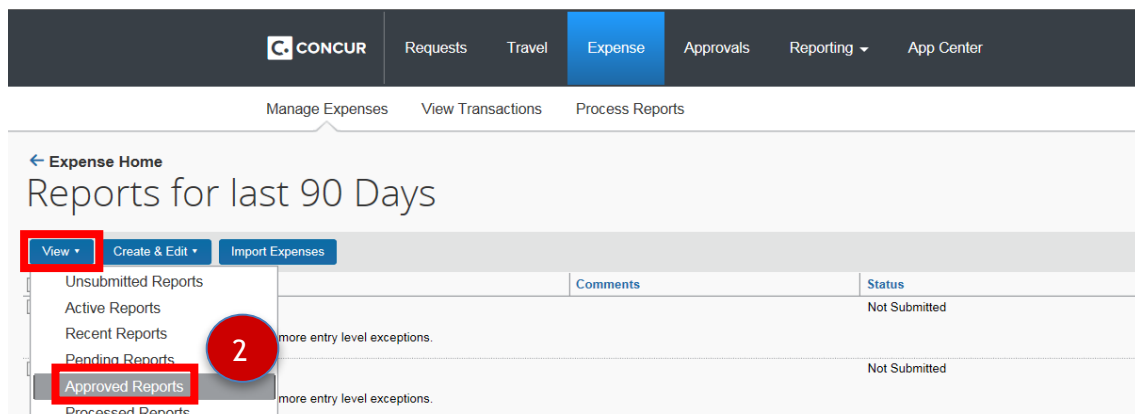 C. CONCUR Requests Travel Expense Approvals Reporting App Center
Manage Expenses View Transactions Process Reports
Expense Home
Reports for last 90 Days
View Create & Edit Import Expenses
Unsubmitted Reports
Comments Status
Active Reports
Not Submitted
Recent Reports
more entry level exceptions.
2
Pending Reports
Not Submitted
Approved Reports
more entry level exceptions.
Processed Reports